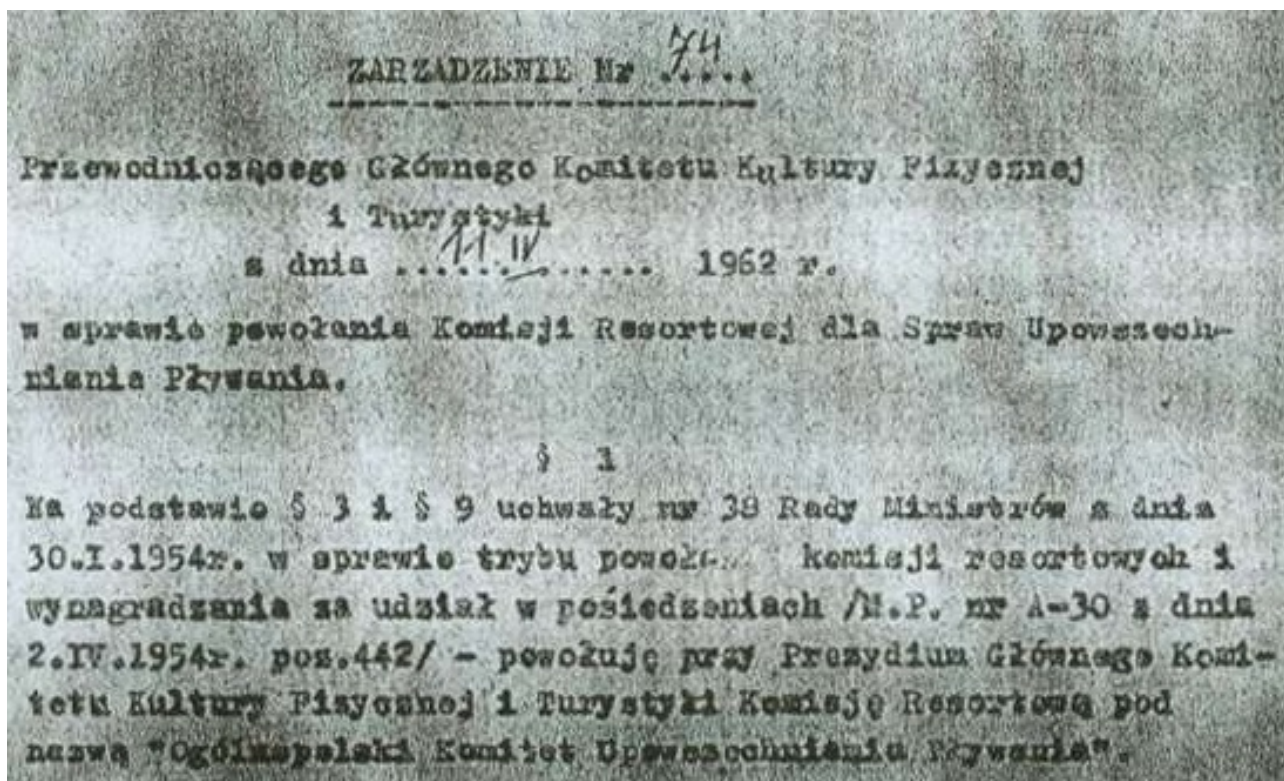 ZARZADZENIE Nr 74
Przewodniczącego Głównego Komitetu Kultury Fizycznej
i Turystyki
z dnia ...11.IV....... 1962 r.
w sprawie powołania Komisji Resortowej dla Spraw Upowszech-
niania Pływania.
§ 1
Na podstawie § 3 i § 9 uchwały nr 38 Rady Ministrów z dnia
30.I.1954r. w sprawie trybu komisji resortowych i
wynagradzania za udział w posiedzeniach /M.P. nr A-30 z dnia
2.IV.1954r. poz.442/ - powołuję przy Prezydium Głównego Komi-
tetu Kultury Fizycznej i Turystyki Komisję Resortową pod
nazwą "Ogólnopolski Komitet Upowszechniania Pływania".